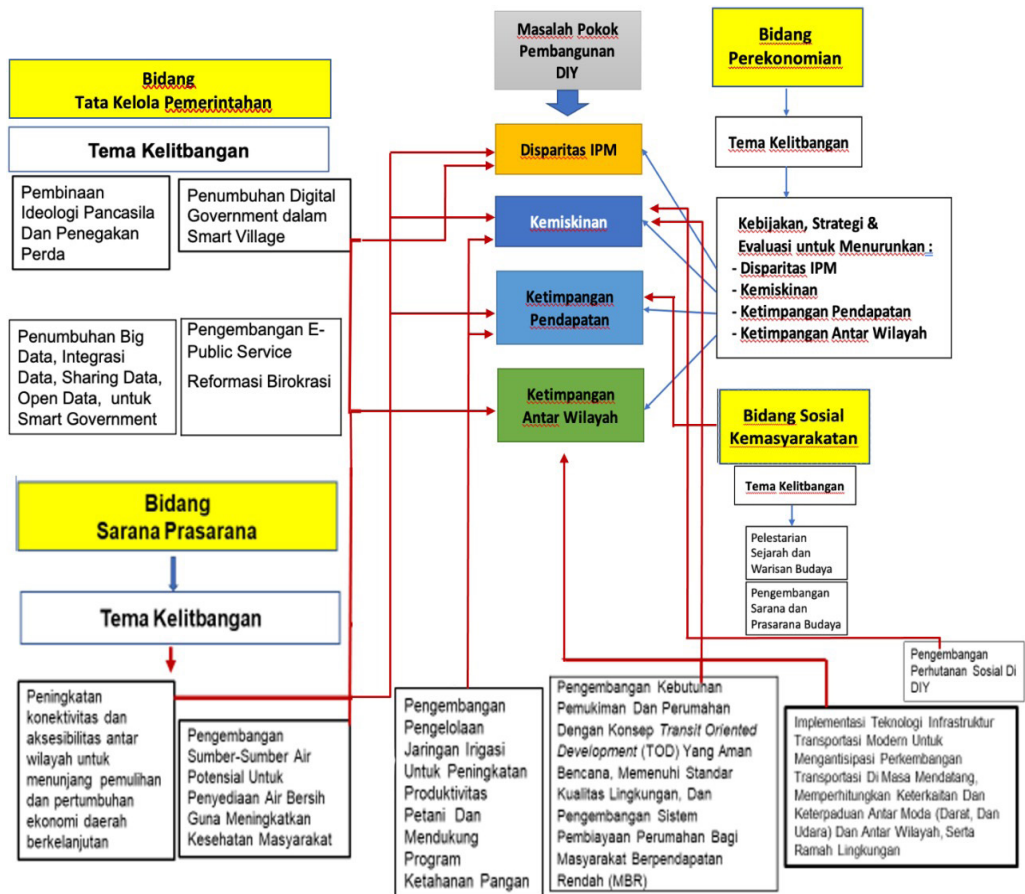 Masalah Pokok
Pembangunan
DIY
Bidang
Perekonomian
Bidang
Tata Kelola Pemerintahan
Tema Kelitbangan
Tema Kelitbangan
Disparitas IPM
Pembinaan
Ideologi Pancasila
Dan Penegakan
Perda
Penumbuhan Digital
Government dalam
Smart Village
Kemiskinan
Kebijakan, Strategi &
Evaluasi untuk Menurunkan :
- Disparitas IPM
- Kemiskinan
- Ketimpangan Pendapatan
- Ketimpangan Antar Wilayah
Ketimpangan
Pendapatan
Penumbuhan Big
Data, Integrasi
Data, Sharing Data,
Open Data, untuk
Smart Government
Pengembangan E-
Public Service
Reformasi Birokrasi
Ketimpangan
Antar Wilayah
Bidang Sosial
Kemasyarakatan
Tema Kelitbangan
Pelestarian
Sejarah dan
Warisan Budaya
Pengembangan
Sarana dan
Prasarana Budaya
Bidang
Sarana Prasarana
Tema Kelitbangan
Peningkatan
konektivitas dan
aksesibilitas antar
wilayah untuk
menunjang pemulihan
dan pertumbuhan
ekonomi daerah
berkelanjutan
Pengembangan
Sumber-Sumber Air
Potensial Untuk
Penyediaan Air Bersih
Guna Meningkatkan
Kesehatan Masyarakat
Pengembangan
Pengelolaan
Jaringan Irigasi
Untuk Peningkatan
Produktivitas
Petani Dan
Mendukung
Program
Ketahanan Pangan
Pengembangan Kebutuhan
Pemukiman Dan Perumahan
Dengan Konsep Transit Oriented
Development (TOD) Yang Aman
Bencana, Memenuhi Standar
Kualitas Lingkungan, Dan
Pengembangan Sistem
Pembiayaan Perumahan Bagi
Masyarakat Berpendapatan
Rendah (MBR)
Pengembangan
Perhutanan Sosial Di
DIY
Implementasi Teknologi Infrastruktur
Transportasi Modern Untuk
Mengantisipasi Perkembangan
Transportasi Di Masa Mendatang,
Memperhitungkan Keterkaitan Dan
Keterpaduan Antar Moda (Darat, Dan
Udara) Dan Antar Wilayah, Serta
Ramah Lingkungan